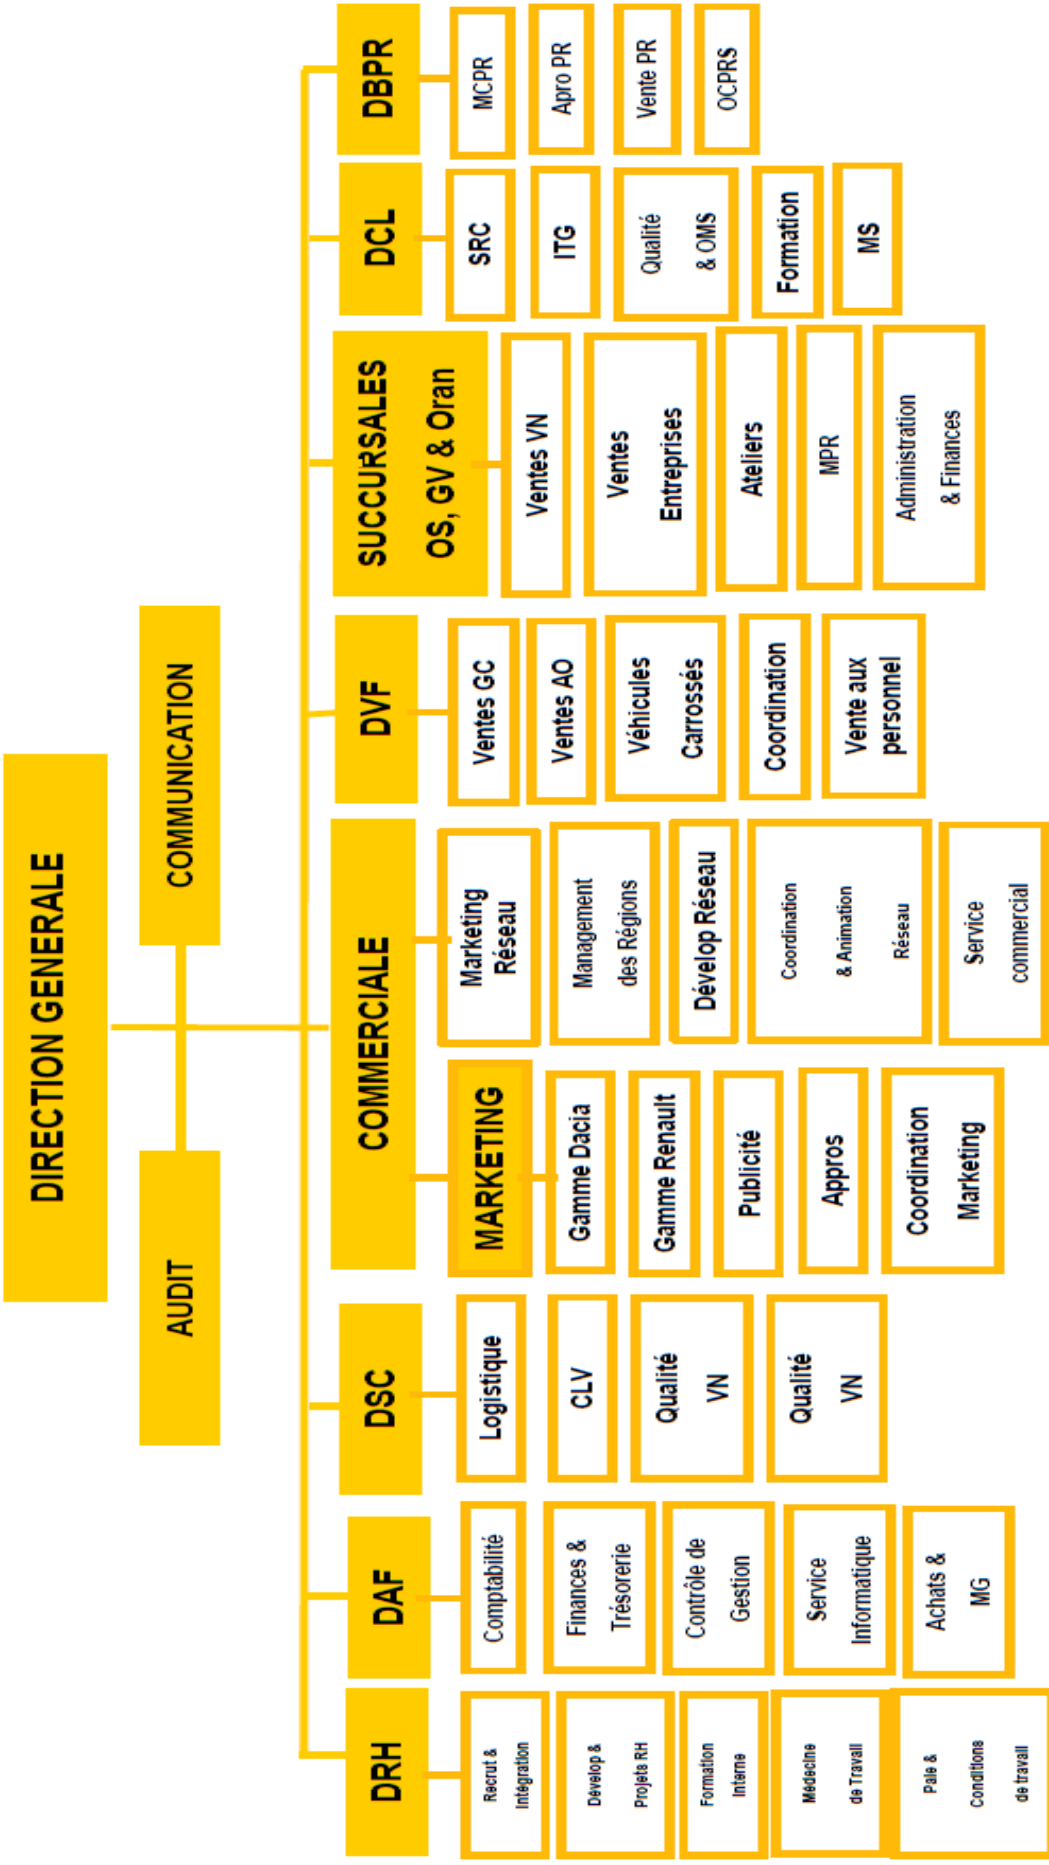 DIRECTION GENERALE
AUDIT
COMMUNICATION
DRH
Recrut &
Intégration
Dévelop &
Projets RH
Formation
Interne
Médecine
de Travail
Paie &
Conditions
de travail
DAF
Comptabilité
Finances &
Trésorerie
Contrôle de
Gestion
Service
Informatique
Achats &
MG
DSC
Logistique
CLV
Qualité
VN
Qualité
VN
COMMERCIALE
MARKETING
Gamme Dacia
Gamme Renault
Publicité
Appros
Coordination
Marketing
Marketing
Réseau
Management
des Régions
Dévelop Réseau
Coordination
& Animation
Réseau
Service
commercial
DVF
Ventes GC
Ventes AO
Véhicules
Carrossés
Coordination
Vente aux
personnel
SUCCURSALES
OS, GV & Oran
Ventes VN
Ventes
Entreprises
Ateliers
MPR
Administration
& Finances
DCL
SRC
ITG
Qualité
& OMS
Formation
MS
DBPR
MCPR
Apro PR
Vente PR
OCPRS